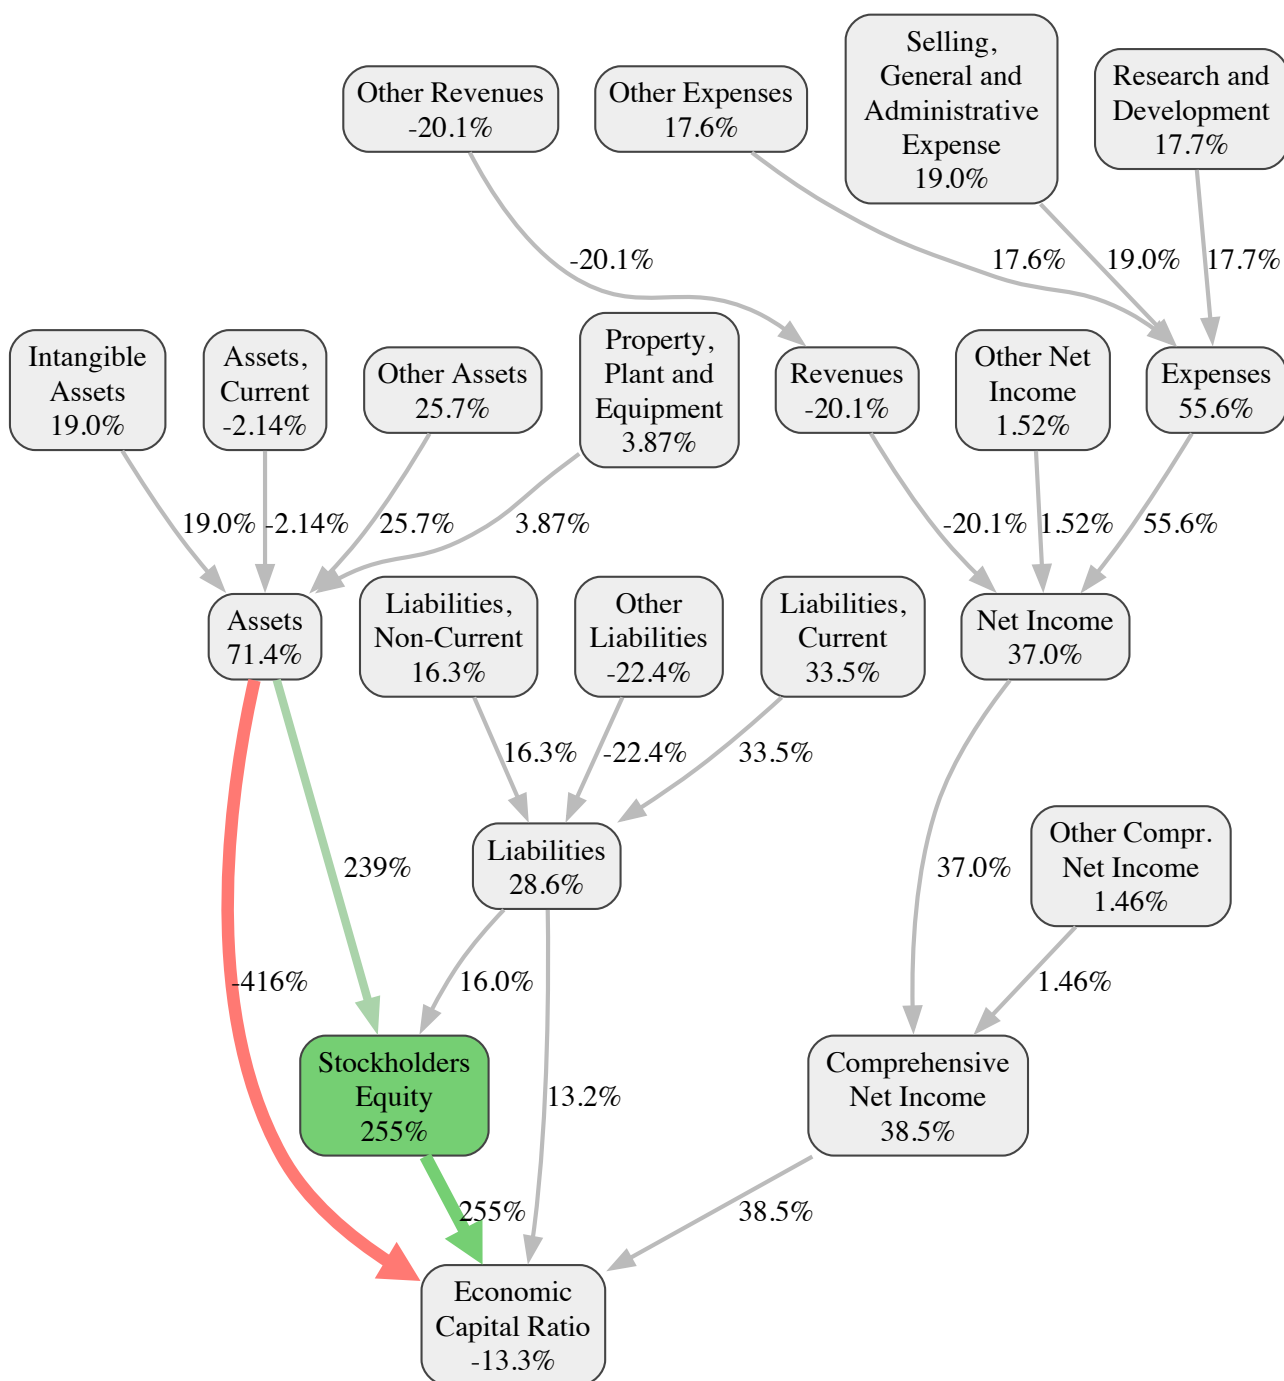 Selling,
General and
Administrative
Expense
19.0%
Other Revenues
-20.1%
Other Expenses
17.6%
Research and
Development
17.7%
-20.1%
17.6%
19.0%
17.7%
Intangible
Assets
19.0%
Assets,
Current
-2.14%
Other Assets
25.7%
Property,
Plant and
Equipment
3.87%
Revenues
-20.1%
Other Net
Income
1.52%
Expenses
55.6%
19.0%
-2.14%
25.7%
3.87%
-20.1%
1.52%
55.6%
Assets
71.4%
Liabilities,
Non-Current
16.3%
Other
Liabilities
-22.4%
Liabilities,
Current
33.5%
Net Income
37.0%
16.3%
-22.4%
33.5%
239%
Liabilities
28.6%
37.0%
Other Compr.
Net Income
1.46%
-416%
16.0%
1.46%
Stockholders
Equity
255%
13.2%
Comprehensive
Net Income
38.5%
255%
38.5%
Economic
Capital Ratio
-13.3%